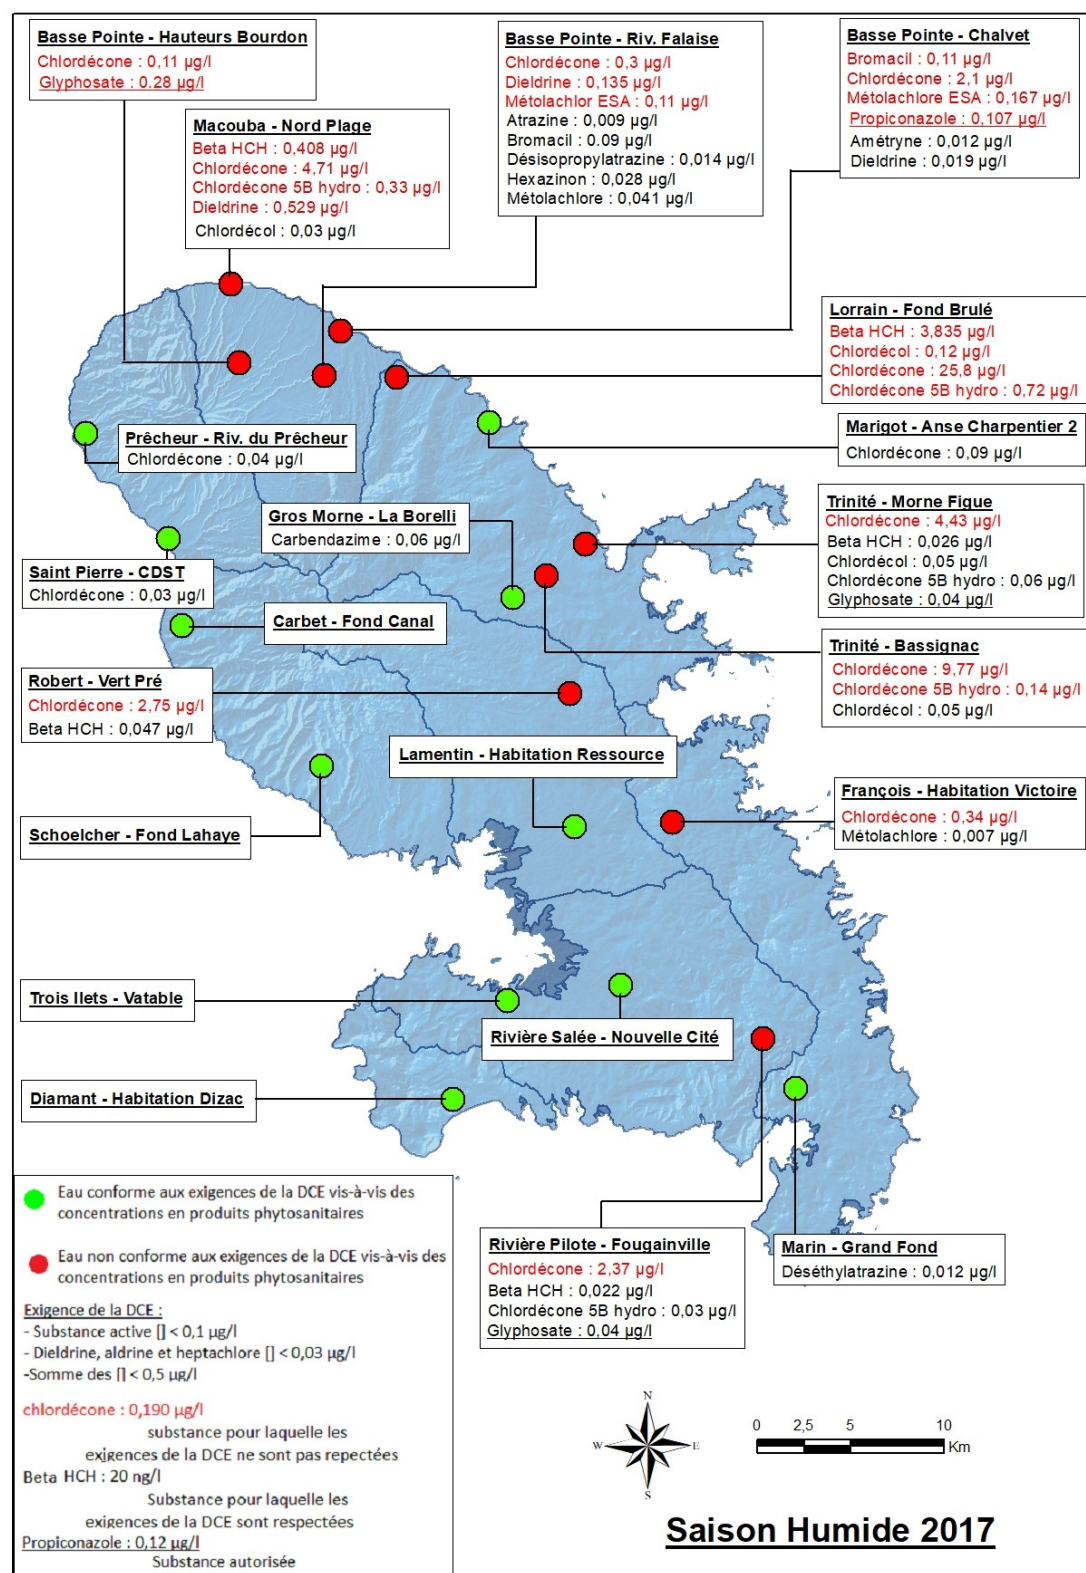 Basse Pointe - Hauteurs Bourdon
Chlordécone : 0,11 µg/l
Glyphosate : 0.28 µg/l
Basse Pointe - Riv. Falaise
Chlordécone : 0,3 µg/l
Dieldrine : 0,135 µg/l
Métolachlor ESA : 0,11 µg/l
Atrazine : 0,009 µg/l
Bromacil : 0.09 µg/l
Désisopropylatrazine : 0,014 µg/l
Hexazinon : 0,028 µg/l
Métolachlore : 0,041 µg/l
Basse Pointe - Chalvet
Bromacil : 0,11 µg/l
Chlordécone : 2,1 µg/l
Métolachlore ESA : 0,167 µg/l
Propiconazole : 0,107 µg/l
Amétryne : 0,012 µg/l
Dieldrine : 0,019 µg/l
Macouba - Nord Plage
Beta HCH : 0,408 µg/l
Chlordécone : 4,71 µg/l
Chlordécone 5B hydro : 0,33 µg/l
Dieldrine : 0,529 µg/l
Chlordécol : 0,03 µg/l
Lorrain - Fond Brulé
Beta HCH : 3,835 µg/l
Chlordécol : 0,12 µg/l
Chlordécone : 25,8 µg/l
Chlordécone 5B hydro : 0,72 µg/l
Marigot - Anse Charpentier 2
Chlordécone : 0,09 µg/l
Prêcheur - Riv. du Prêcheur
Chlordécone : 0,04 µg/l
Gros Morne - La Borelli
Carbendazime : 0,06 µg/l
Trinité - Morne Figue
Chlordécone : 4,43 µg/l
Beta HCH : 0,026 µg/l
Chlordécol : 0,05 µg/l
Chlordécone 5B hydro : 0,06 µg/l
Glyphosate : 0,04 µg/l
Saint Pierre - CDST
Chlordécone : 0,03 µg/l
Carbet - Fond Canal
Trinité - Bassignac
Chlordécone : 9,77 µg/l
Chlordécone 5B hydro : 0,14 µg/l
Chlordécol : 0,05 µg/l
Robert - Vert Pré
Chlordécone : 2,75 µg/l
Beta HCH : 0,047 µg/l
Lamentin - Habitation Ressource
François - Habitation Victoire
Chlordécone : 0,34 µg/l
Métolachlore : 0,007 µg/l
Schoelcher - Fond Lahaye
Trois Ilets - Vatable
Rivière Salée - Nouvelle Cité
Diamant - Habitation Dizac
Rivière Pilote - Fougainville
Chlordécone : 2,37 µg/l
Beta HCH : 0,022 µg/l
Chlordécone 5B hydro : 0,03 µg/l
Glyphosate : 0,04 µg/l
Marin - Grand Fond
Déséthylatrazine : 0,012 µg/l
Eau conforme aux exigences de la DCE vis-à-vis des
concentrations en produits phytosanitaires
Eau non conforme aux exigences de la DCE vis-à-vis des
concentrations en produits phytosanitaires
Exigence de la DCE :
- Substance active [] < 0,1 µg/l
- Dieldrine, aldrine et heptachlore [] < 0,03 µg/l
-Somme des [] < 0,5 µg/l
chlordécone : 0,190 µg/l
substance pour laquelle les
exigences de la DCE ne sont pas repectées
Beta HCH : 20 ng/l
Substance pour laquelle les
exigences de la DCE sont respectées
Propiconazole : 0,12 µg/l
Substance autorisée
N
W
E
S
0 2,5 5 10
Km
Saison Humide 2017